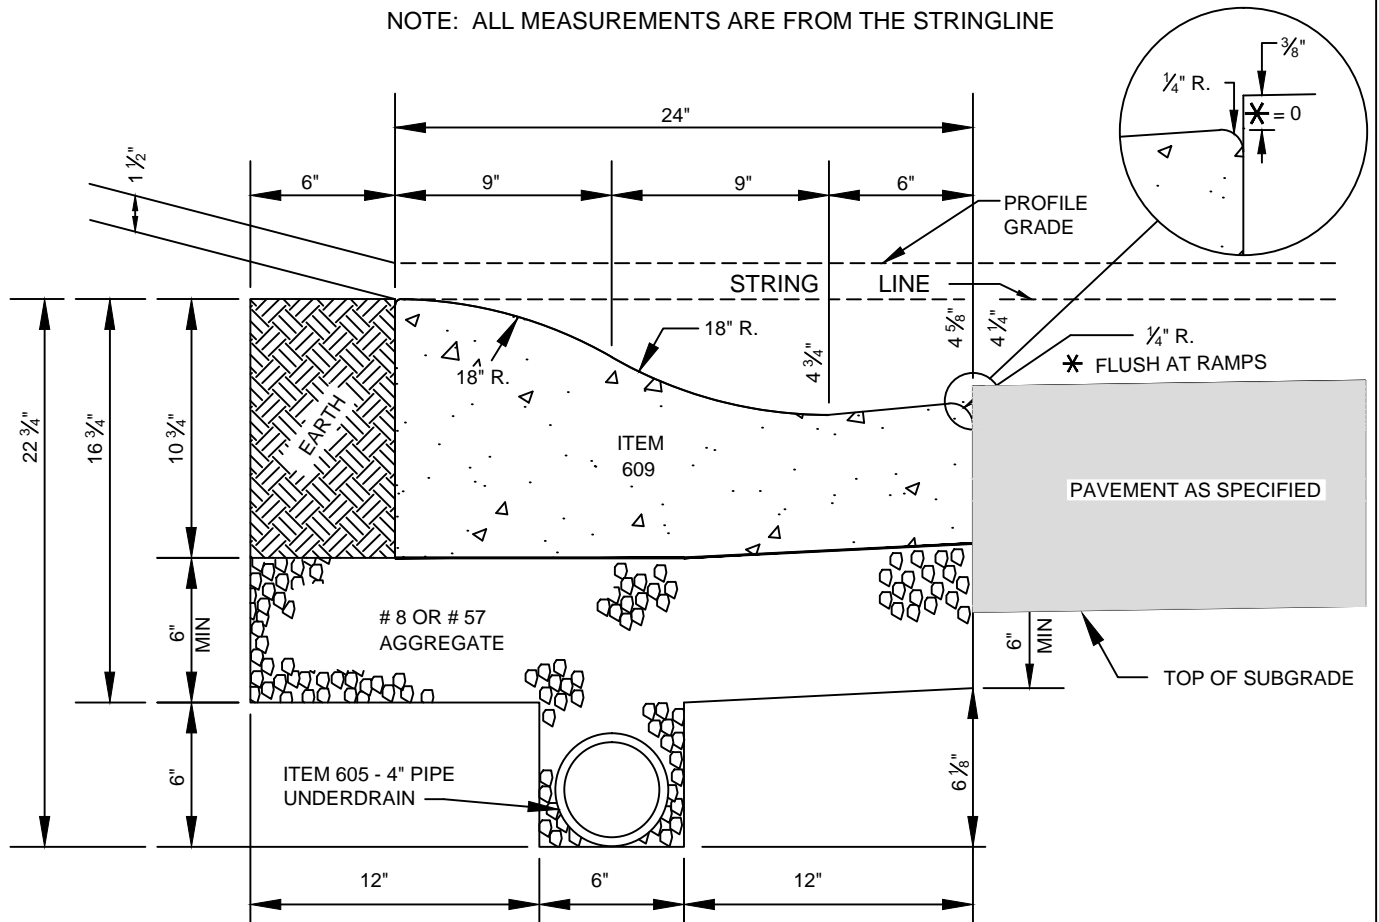 NOTE: ALL MEASUREMENTS ARE FROM THE STRINGLINE
3/8"
1/4" R.
* = 0
24"
1 1/2"
6"
9"
9"
6"
PROFILE
GRADE
STRING LINE
18" R.
18" R.
4 3/4"
4 5/8"
4 1/4"
1/4" R.
* FLUSH AT RAMPS
22 3/4"
16 3/4"
10 3/4"
EARTH
ITEM
609
PAVEMENT AS SPECIFIED
6"
MIN
# 8 OR # 57
AGGREGATE
6"
MIN
TOP OF SUBGRADE
6"
ITEM 605 - 4" PIPE
UNDERDRAIN
6 1/8"
12"
6"
12"